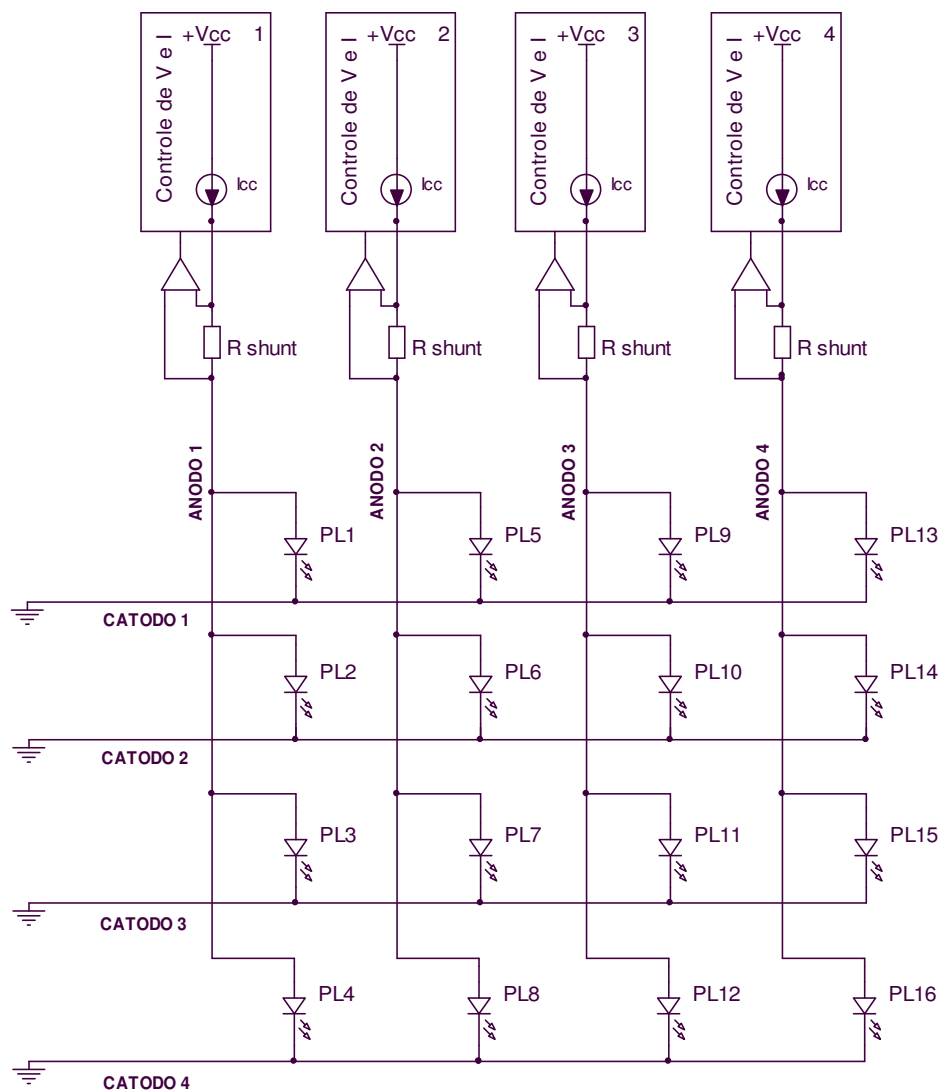 +Vcc 1
Controle de V e I
Icc
R shunt
ANODO 1
+Vcc 2
Controle de V e I
Icc
R shunt
ANODO 2
+Vcc 3
Controle de V e I
Icc
R shunt
ANODO 3
+Vcc 4
Controle de V e I
Icc
R shunt
ANODO 4
PL1 PL5 PL9 PL13
CATODO 1
PL2 PL6 PL10 PL14
CATODO 2
PL3 PL7 PL11 PL15
CATODO 3
PL4 PL8 PL12 PL16
CATODO 4